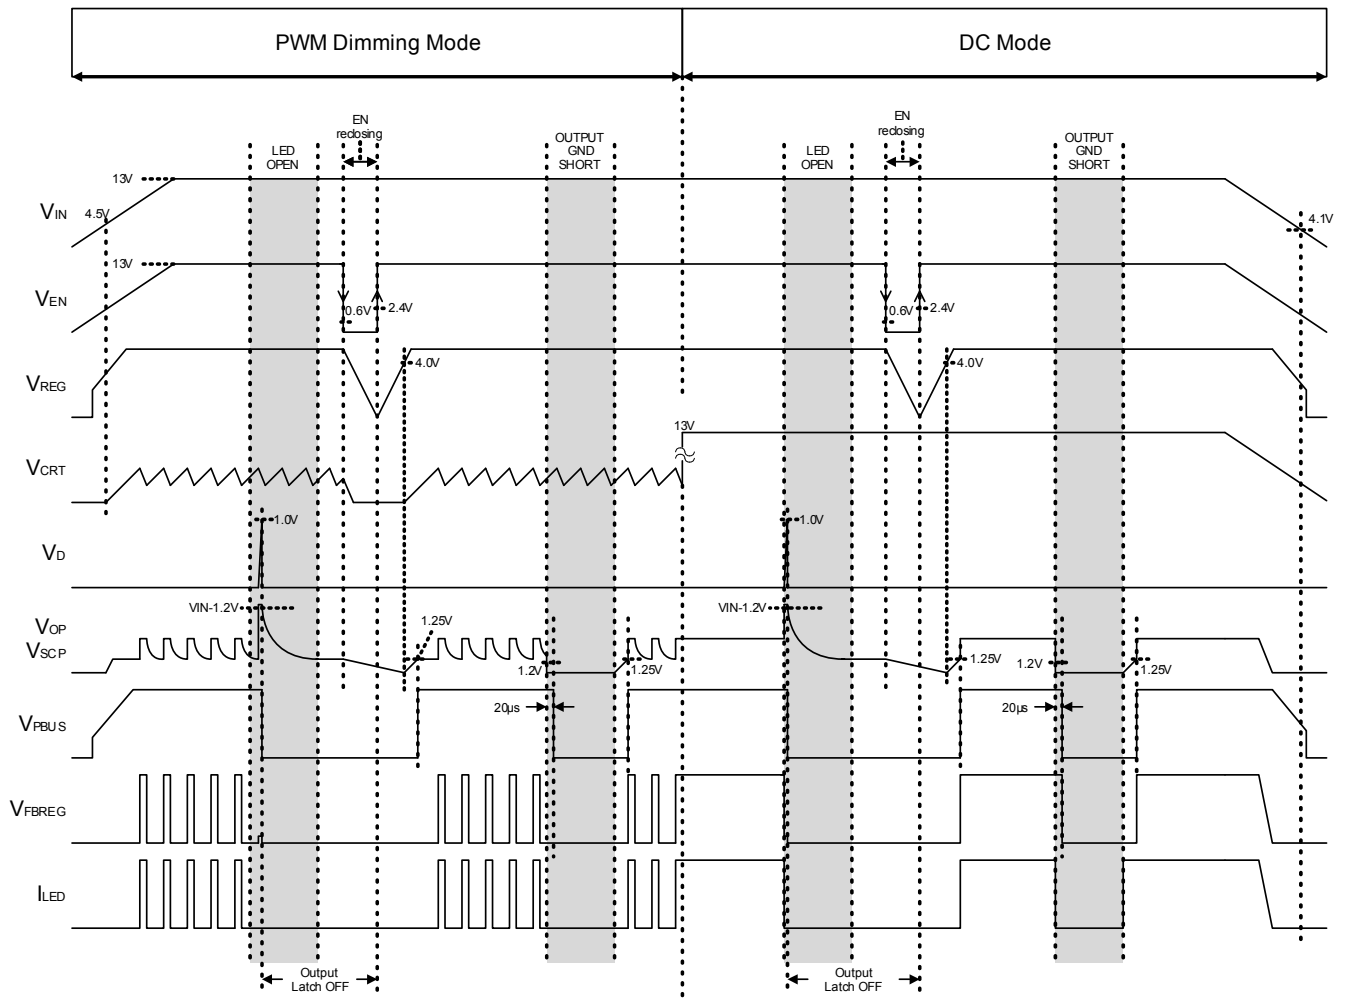 PWM Dimming Mode
DC Mode
LED
OPEN
EN
reclosing
OUTPUT
GND
SHORT
LED
OPEN
EN
reclosing
OUTPUT
GND
SHORT
VIN
13V
4.5V
4.1V
VEN
13V
0.6V
2.4V
0.6V
2.4V
VREG
4.0V
4.0V
VCRT
13V
VD
1.0V
1.0V
VOP
VSCP
VIN-1.2V
1.25V
1.2V
1.25V
VIN-1.2V
1.25V
1.2V
1.25V
VPBUS
20µs
20µs
VFBREG
ILED
Output
Latch OFF
Output
Latch OFF